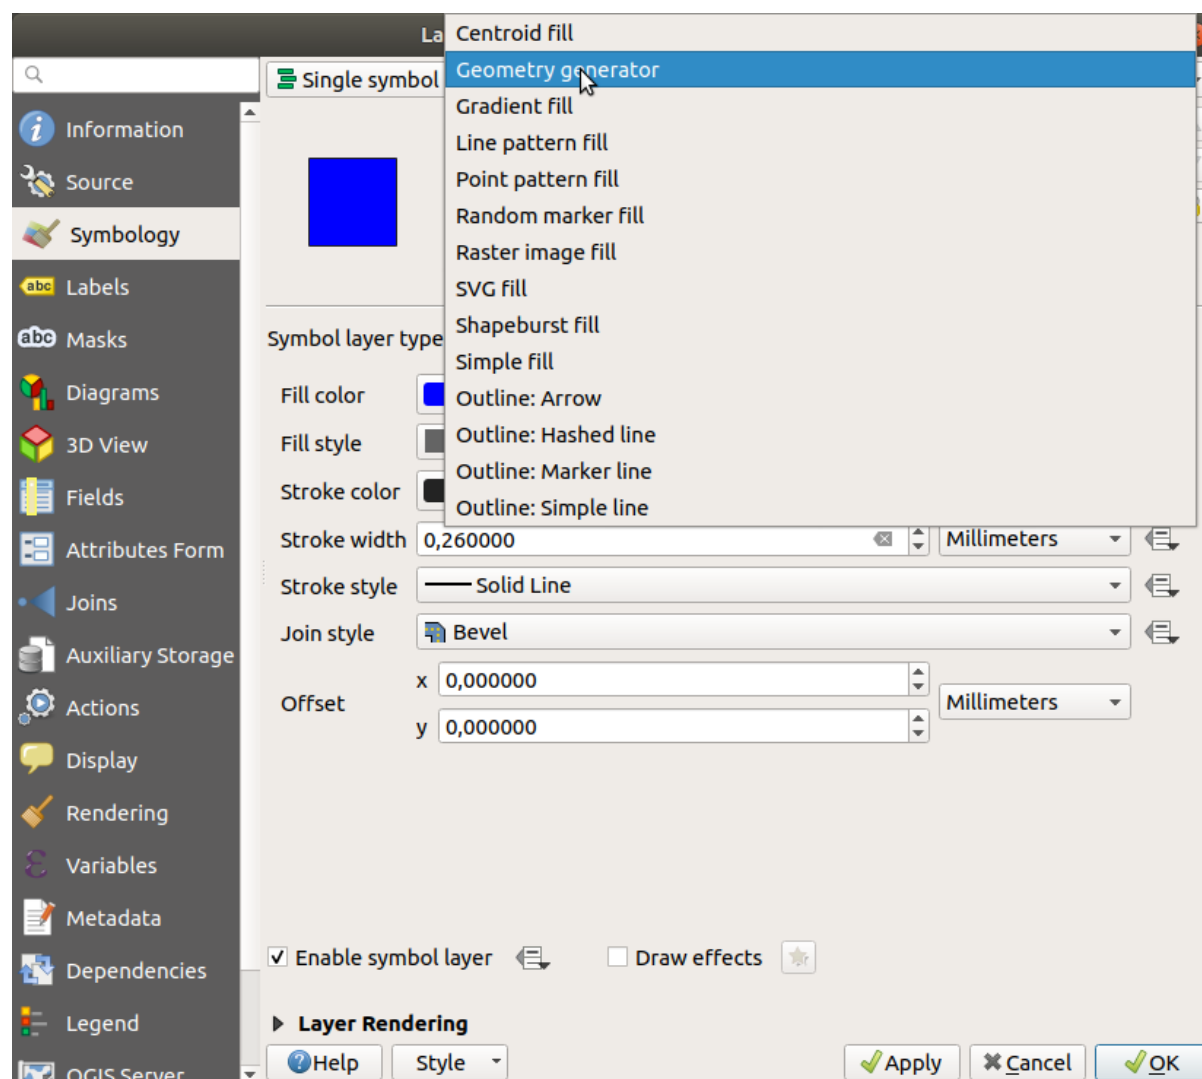 La
Centroid fill
Geometry generator
Gradient fill
Line pattern fill
Point pattern fill
Random marker fill
Raster image fill
SVG fill
Shapeburst fill
Simple fill
Outline: Arrow
Outline: Hashed line
Outline: Marker line
Outline: Simple line
Information
Source
Symbology
abc Labels
abc Masks
Diagrams
3D View
Fields
Attributes Form
Joins
Auxiliary Storage
Actions
Display
Rendering
Variables
Metadata
Dependencies
Legend
QGIS Server
Single symbol
Symbol layer type
Fill color
Fill style
Stroke color
Stroke width 0,260000 Millimeters
Stroke style Solid Line
Join style Bevel
Offset x 0,000000 Millimeters
y 0,000000
Enable symbol layer Draw effects
Layer Rendering
Help Style Apply Cancel OK